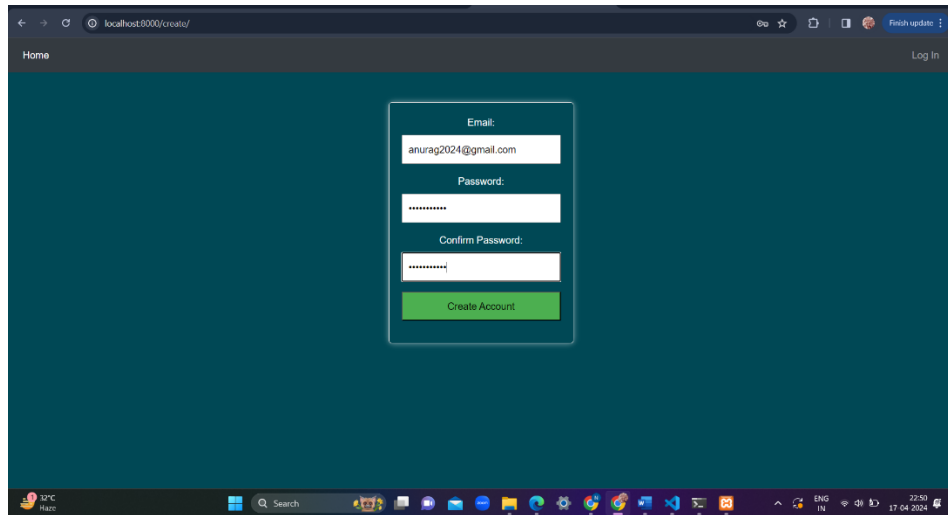 localhost:8000/create/
Finish update
Home
Log In
Email:
anurag2024@gmail.com
Password:
•••••••••••
Confirm Password:
•••••••••••
Create Account
1
32°C
Haze
Search
ENG
IN
22:50
17-04-2024